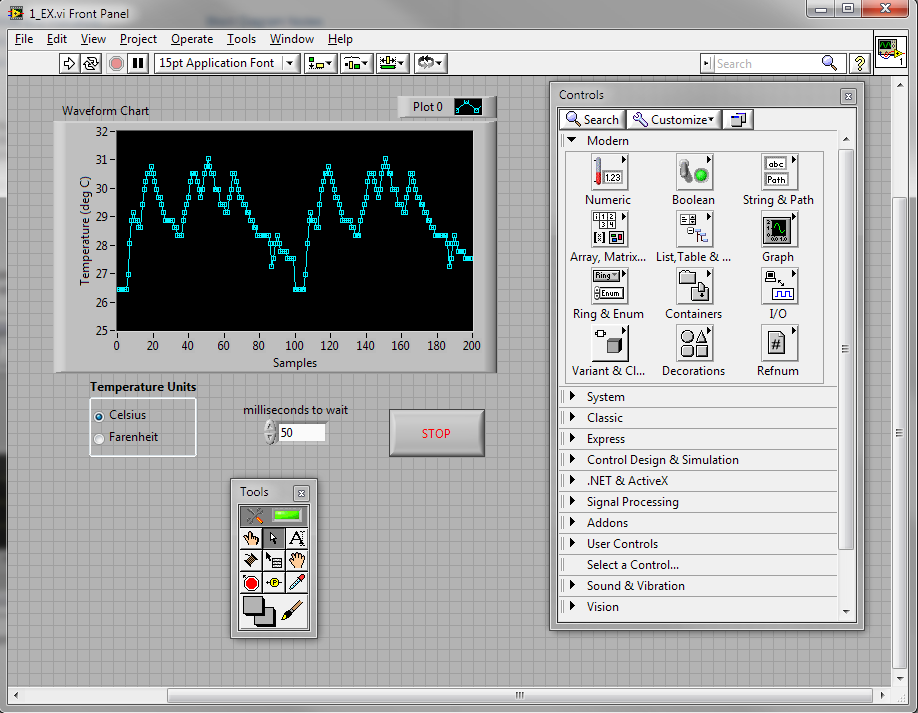 1_EX.vi Front Panel
File Edit View Project Operate Tools Window Help
15pt Application Font
Search
?
1
Waveform Chart
Plot 0
Temperature (deg C)
32
31
30
29
28
27
26
25
0 20 40 60 80 100 120 140 160 180 200
Samples
Temperature Units
Celsius
Farenheit
milliseconds to wait
50
STOP
Tools
A
P
Controls
Search Customize
Modern
1.23 abc
Path
Numeric Boolean String & Path
1 2
3 4
Array, Matrix... List,Table & ... Graph
Ring
Enum
Ring & Enum Containers I/O
#
Variant & Cl... Decorations Refnum
System
Classic
Express
Control Design & Simulation
.NET & ActiveX
Signal Processing
Addons
User Controls
Select a Control...
Sound & Vibration
Vision